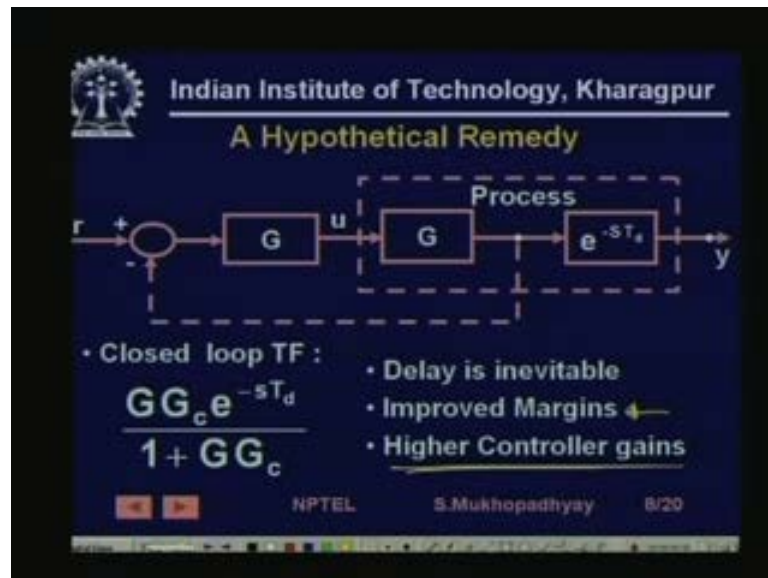 Indian Institute of Technology, Kharagpur
A Hypothetical Remedy
Process
r + G u G e^-ST_d y
-
• Closed loop TF :
GG_c e^-sT_d
1 + GG_c
• Delay is inevitable
• Improved Margins
• Higher Controller gains
NPTEL S.Mukhopadhyay 8/20